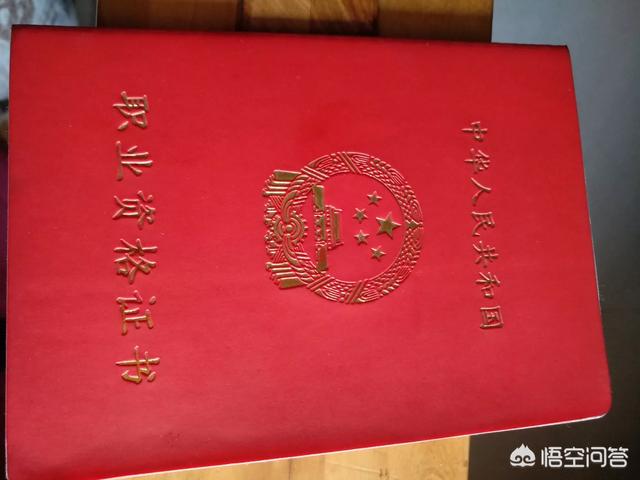 中华人民共和国
职业资格证书
悟空问答